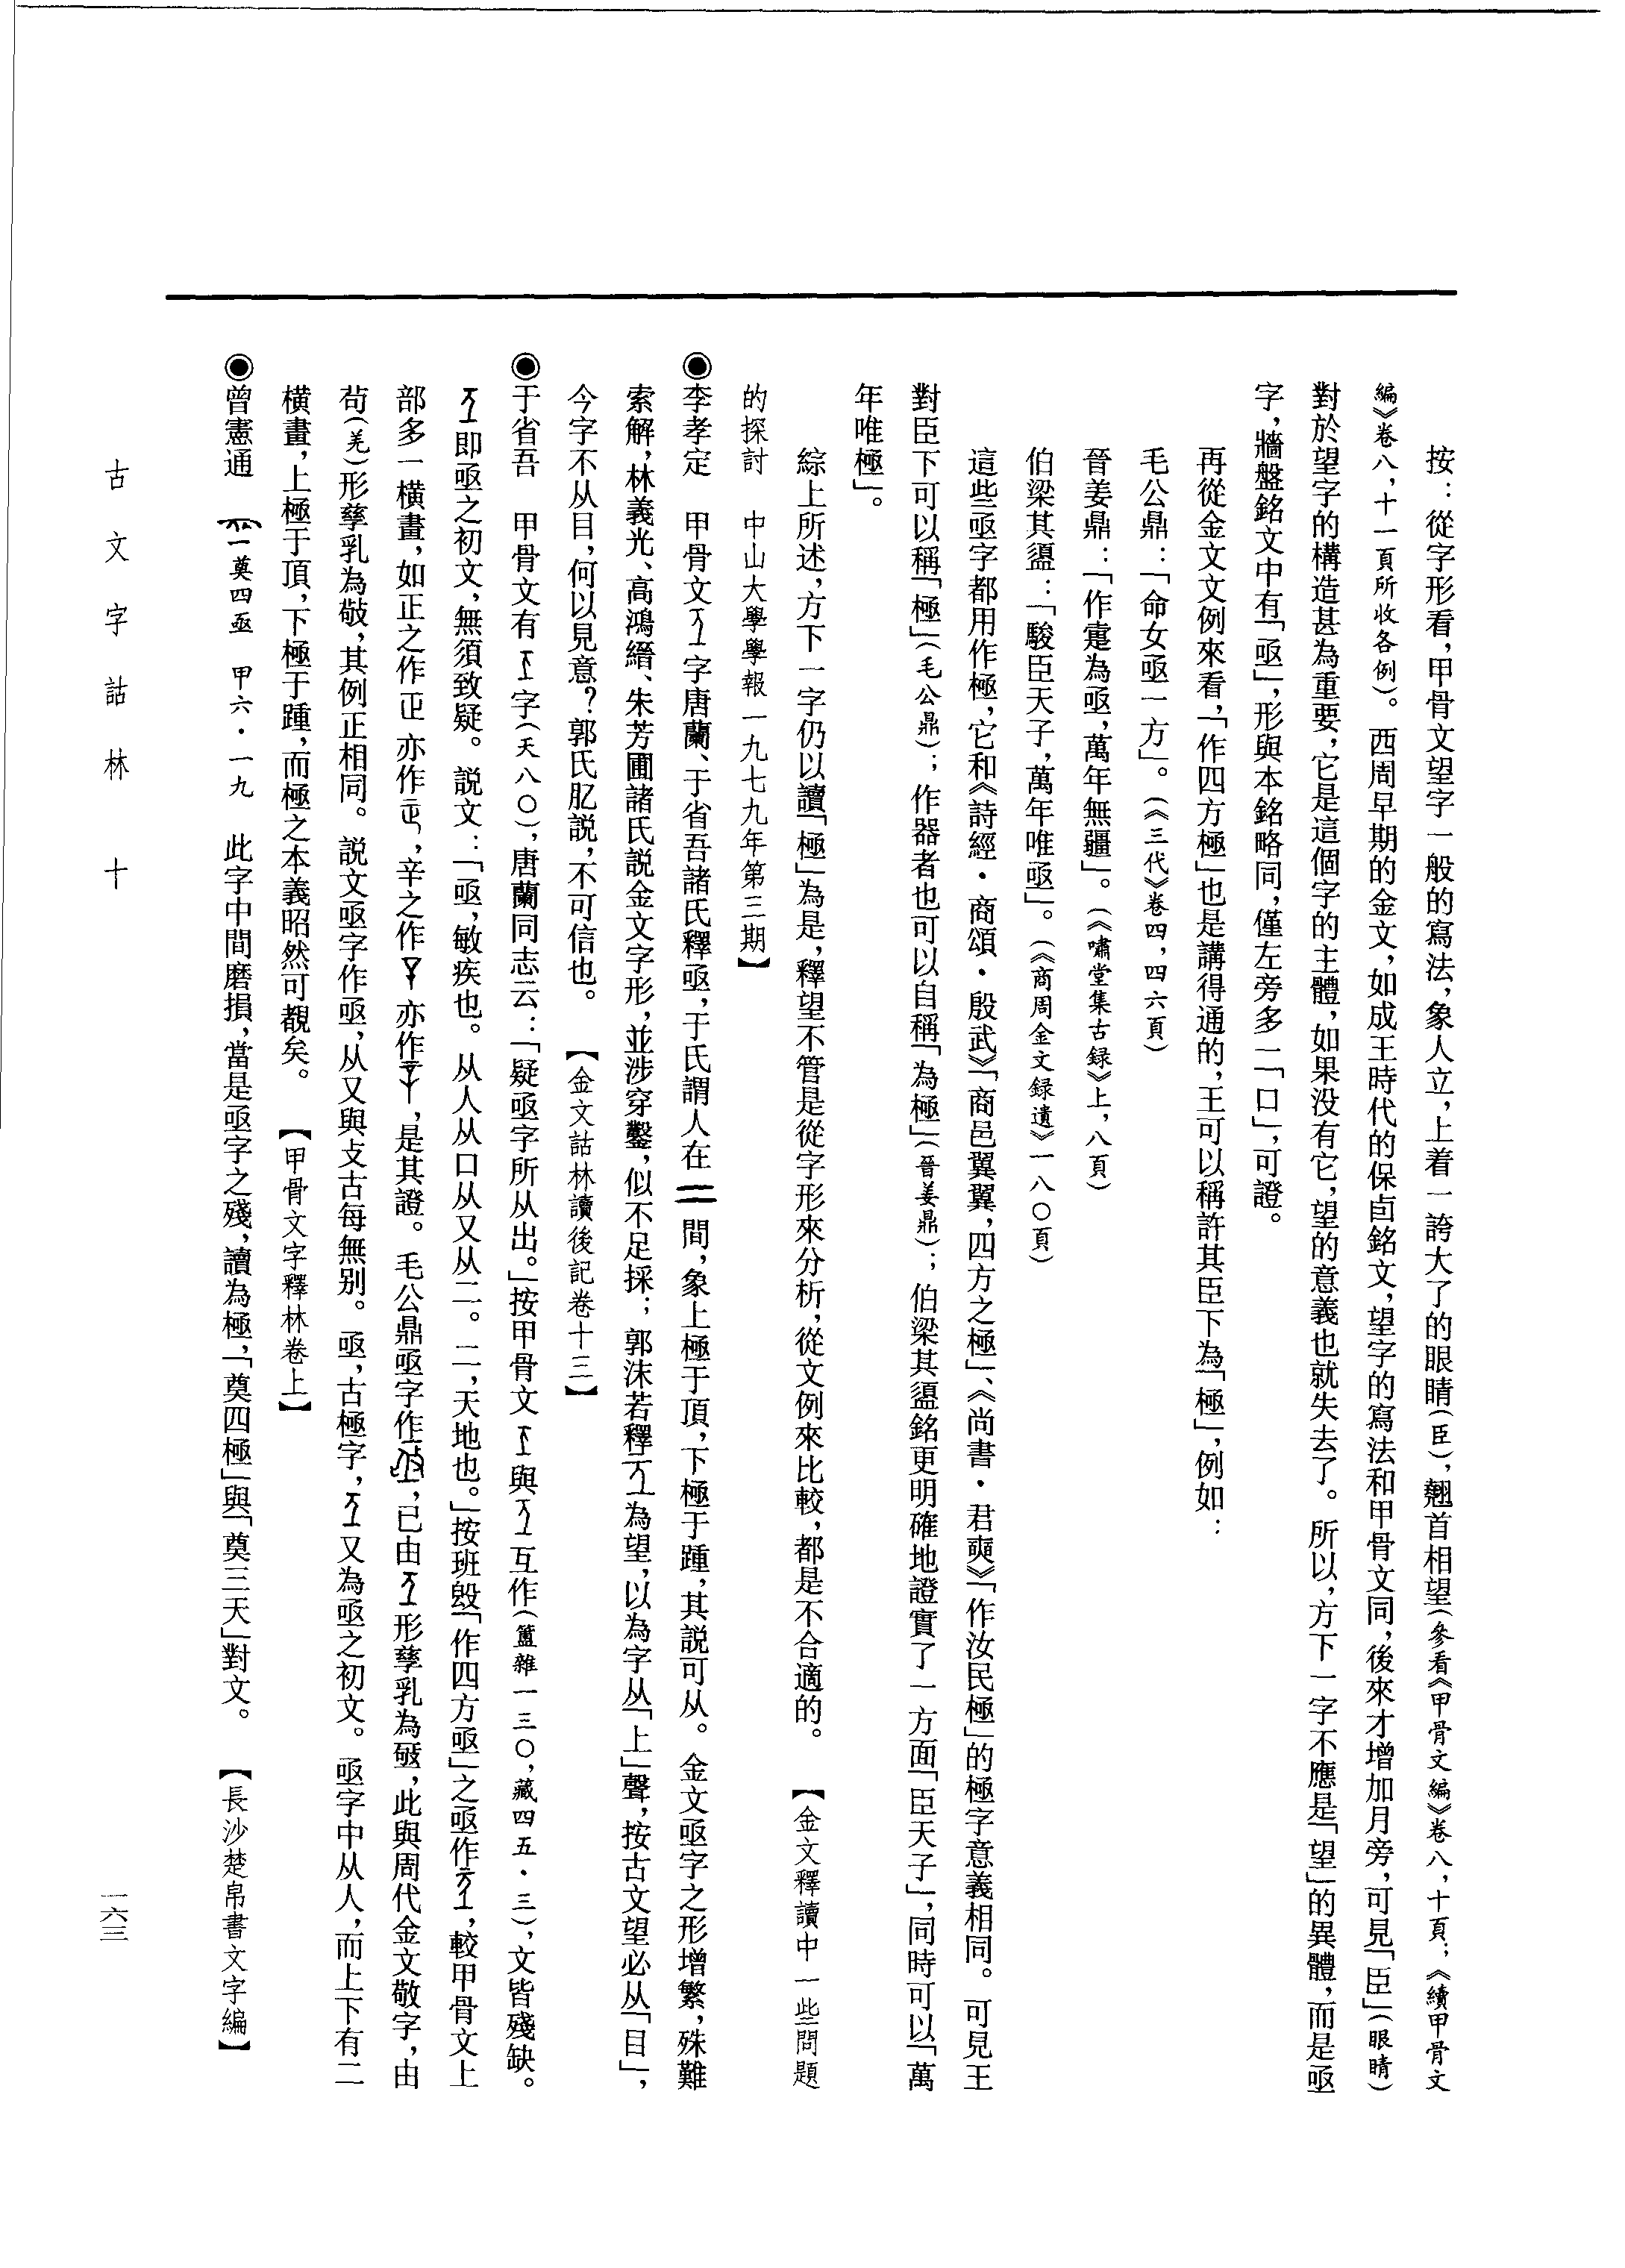 按：從字形看，甲骨文望字一般的寫法，象人立，上着一誇大了的眼睛（臣），翹首相望（參看《甲骨文編》卷八，十頁；《續甲骨文
編》卷八，十一頁所收各例）。西周早期的金文，如成王時代的保卣銘文，望字的寫法和甲骨文同，後來才增加月旁，可見「臣」（眼睛）
對於望字的構造甚為重要，它是這個字的主體，如果没有它，望的意義也就失去了。所以，方下一字不應是「望」的異體，而是亟
字，牆盤銘文中有「亟」，形與本銘略同，僅左旁多一「口」，可證。
再從金文文例來看，「作四方極」也是講得通的，王可以稱許其臣下為「極」，例如：
毛公鼎：「命女亟一方」。（《三代》卷四，四六頁）
晉姜鼎：「作疐為亟，萬年無疆」。（《嘯堂集古録》上，八頁）
伯梁其盨：「駿臣天子，萬年唯亟」。（《商周金文録遺》一八〇頁）
這些亟字都用作極，它和《詩經·商頌·殷武》「商邑翼翼，四方之極」、《尚書·君奭》「作汝民極」的極字意義相同。可見王
對臣下可以稱「極」（毛公鼎）；作器者也可以自稱「為極」（晉姜鼎）；伯梁其盨銘更明確地證實了一方面「臣天子」，同時可以「萬
年唯極」。
綜上所述，方下一字仍以讀「極」為是，釋望不管是從字形來分析，從文例來比較，都是不合適的。【金文釋讀中一些問題
的探討 中山大學學報一九七九年第三期】
◉李孝定 甲骨文字唐蘭、于省吾諸氏釋亟，于氏謂人在二間，象上極于頂，下極于踵，其説可从。金文亟字之形增繁，殊難
索解，林義光、高鴻縉、朱芳圃諸氏説金文字形，並涉穿鑿，似不足採；郭沫若釋為望，以為字从「上」聲，按古文望必从「目」，
今字不从目，何以見意？郭氏肊説，不可信也。【金文詁林讀後記卷十三】
◉于省吾 甲骨文有字（天八〇），唐蘭同志云：「疑亟字所从出。」按甲骨文與互作（簠雜一三〇，藏四五·三），文皆殘缺。
即亟之初文，無須致疑。説文：「亟，敏疾也。从人从口从又从二。二，天地也。」按班𣪘「作四方亟」之亟作，較甲骨文上
部多一橫畫，如正之作亦作，辛之作亦作，是其證。毛公鼎亟字作，已由形孳乳為，此與周代金文敬字，由
茍（羌）形孳乳為敬，其例正相同。説文亟字作亟，从又與攴古每無别。亟，古極字，又為亟之初文。亟字中从人，而上下有二
橫畫，上極于頂，下極于踵，而極之本義昭然可覩矣。【甲骨文字釋林卷上】
◉曾憲通 奠四亟 甲六·一九 此字中間磨損，當是亟字之殘，讀為極，「奠四極」與「奠三天」對文。【長沙楚帛書文字編】
古文字詁林 十
一六三